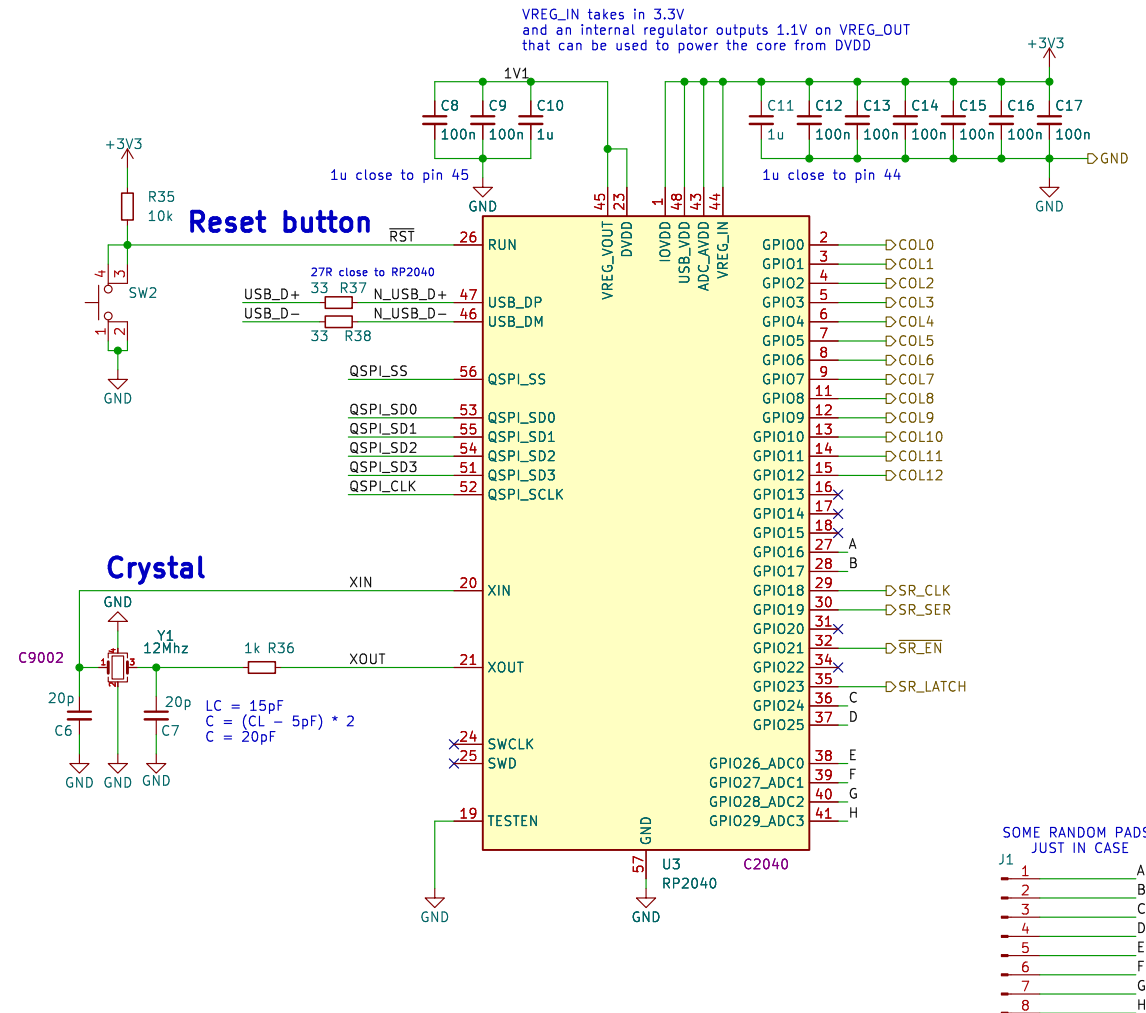 VREG_IN takes in 3.3V
and an internal regulator outputs 1.1V on VREG_OUT
that can be used to power the core from DVDD
+3V3
1V1
C8
100n
C9
100n
C10
1u
C11
1u
C12
100n
C13
100n
C14
100n
C15
100n
C16
100n
C17
100n
GND
1u close to pin 45
GND
1u close to pin 44
GND
+3V3
R35
10k
Reset button
RST
4
3
SW2
1
2
GND
27R close to RP2040
USB_D+
33
R37
N_USB_D+
USB_D-
33
R38
N_USB_D-
QSPI_SS
QSPI_SD0
QSPI_SD1
QSPI_SD2
QSPI_SD3
QSPI_CLK
Crystal
XIN
GND
Y1
12Mhz
C9002
1
3
4
2
1k R36
XOUT
20p
C6
20p
C7
LC = 15pF
C = (CL - 5pF) * 2
C = 20pF
GND
GND
GND
45
VREG_VOUT
23
DVDD
1
IOVDD
48
USB_VDD
43
ADC_AVDD
44
VREG_IN
26 RUN
47 USB_DP
46 USB_DM
56 QSPI_SS
53 QSPI_SD0
55 QSPI_SD1
54 QSPI_SD2
51 QSPI_SD3
52 QSPI_SCLK
20 XIN
21 XOUT
24 SWCLK
25 SWD
19 TESTEN
GND
GPIO0 2 COL0
GPIO1 3 COL1
GPIO2 4 COL2
GPIO3 5 COL3
GPIO4 6 COL4
GPIO5 7 COL5
GPIO6 8 COL6
GPIO7 9 COL7
GPIO8 11 COL8
GPIO9 12 COL9
GPIO10 13 COL10
GPIO11 14 COL11
GPIO12 15 COL12
GPIO13 16
GPIO14 17
GPIO15 18
GPIO16 27 A
GPIO17 28 B
GPIO18 29 SR_CLK
GPIO19 30 SR_SER
GPIO20 31
GPIO21 32 SR_EN
GPIO22 34
GPIO23 35 SR_LATCH
GPIO24 36 C
GPIO25 37 D
GPIO26_ADC0 38 E
GPIO27_ADC1 39 F
GPIO28_ADC2 40 G
GPIO29_ADC3 41 H
GND
57
U3
RP2040
C2040
GND
SOME RANDOM PADS
JUST IN CASE
J1
1 A
2 B
3 C
4 D
5 E
6 F
7 G
8 H